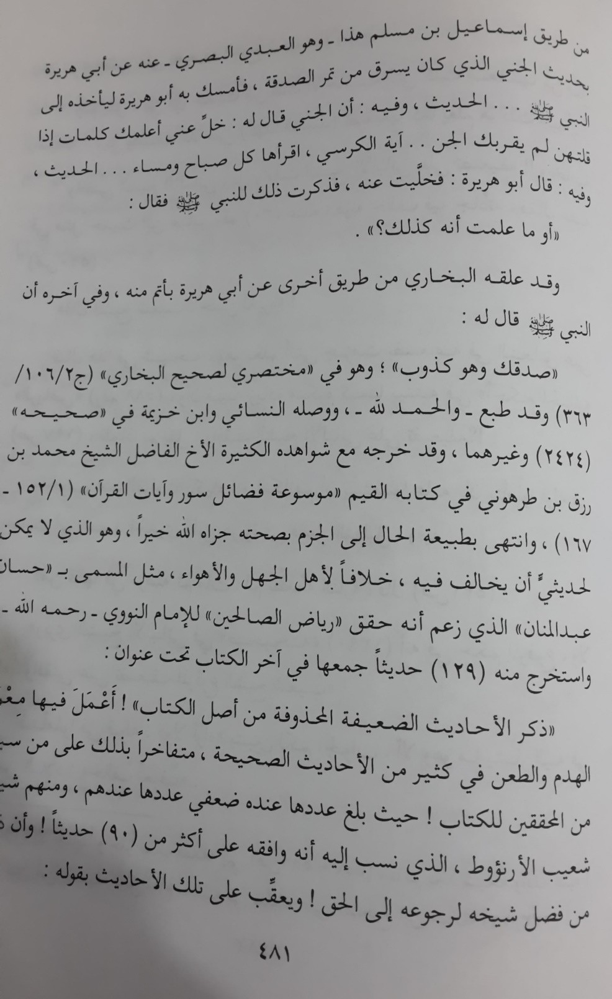 من طريق إسماعيل بن مسلم هذا ـ وهو العبدي البصري ـ عنه عن أبي هريرة
بحديث الجني الذي كان يسرق من تمر الصدقة ، فأمسك به أبو هريرة ليأخذه إلى
النبي ﷺ . . . الحديث ، وفيه : أن الجني قال له : خلِّ عني أعلمك كلمات إذا
قلتهن لم يقربك الجن . . آية الكرسي ، اقرأها كل صباح ومساء . . . الحديث ،
وفيه : قال أبو هريرة : فخلَّيت عنه ، فذكرت ذلك للنبي ﷺ فقال :
«أو ما علمت أنه كذلك؟» .
وقد علقه البخاري من طريق أخرى عن أبي هريرة بأتم منه ، وفي آخره أن
النبي ﷺ قال له :
«صدقك وهو كذوب» ؛ وهو في «مختصري لصحيح البخاري» (ج٢/١٠٦/
٣٦٣) وقد طبع ـ والحمد لله ـ ، ووصله النسائي وابن خزيمة في «صحيحه»
(٢٤٢٤) وغيرهما ، وقد خرجه مع شواهده الكثيرة الأخ الفاضل الشيخ محمد بن
رزق بن طرهوني في كتابه القيم «موسوعة فضائل سور وآيات القرآن» (١/١٥٢ ـ
١٦٧) ، وانتهى بطبيعة الحال إلى الجزم بصحته جزاه الله خيراً ، وهو الذي لا يمكن
لحديثيٍّ أن يخالف فيه ، خلافاً لأهل الجهل والأهواء ، مثل المسمى بـ «حسان
عبدالمنان» الذي زعم أنه حقق «رياض الصالحين» للإمام النووي ـ رحمه الله ـ
واستخرج منه (١٢٩) حديثاً جمعها في آخر الكتاب تحت عنوان :
«ذكر الأحاديث الضعيفة المحذوفة من أصل الكتاب» ! أَعْمَلَ فيها
الهدم والطعن في كثير من الأحاديث الصحيحة ، متفاخراً بذلك على من
من المحققين للكتاب ! حيث بلغ عددها عنده ضعفي عددها عندهم ، ومنهم
شعيب الأرنؤوط ، الذي نسب إليه أنه وافقه على أكثر من (٩٠) حديثاً ! وأن
من فضل شيخه لرجوعه إلى الحق ! ويعقِّب على تلك الأحاديث بقوله :
٤٨١